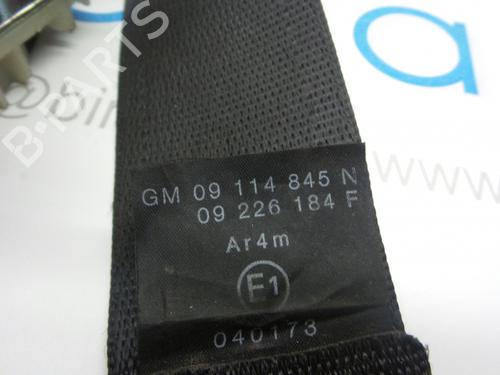 GM 09 114 845 N
09 226 184 F
Ar4m
E1
040173
B-PARTS